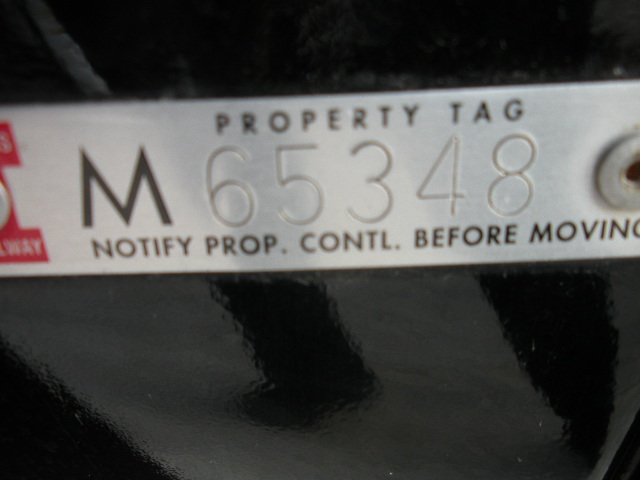 PROPERTY TAG
M 65348
NOTIFY PROP. CONTL. BEFORE MOVING